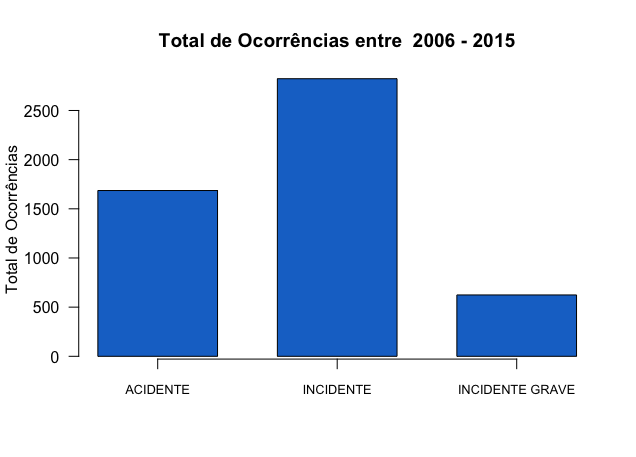 Total de Ocorrências entre  2006 - 2015
Total de Ocorrências
2500
2000
1500
1000
500
0
ACIDENTE
INCIDENTE
INCIDENTE GRAVE